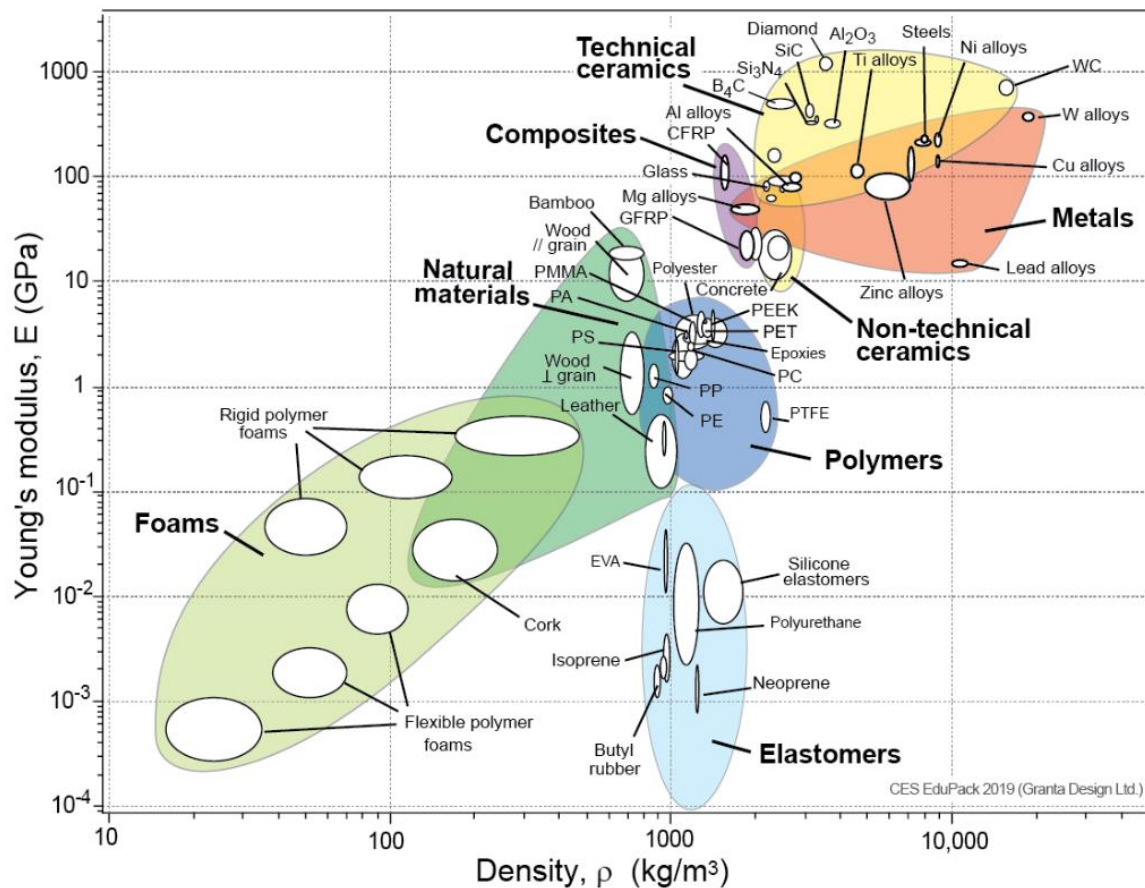 Technical
ceramics
Diamond
SiC
Si₃N₄
B₄C
Al₂O₃
Steels
Ti alloys
Ni alloys
WC
W alloys
Cu alloys
Metals
Lead alloys
Zinc alloys
Non-technical
ceramics
Al alloys
CFRP
Composites
Glass
Mg alloys
GFRP
Bamboo
Wood
// grain
Natural
materials
PMMA
PA
PS
Wood
⊥ grain
Leather
Polyester
Concrete
PEEK
PET
Epoxies
PC
PP
PE
PTFE
Polymers
Rigid polymer
foams
Foams
Cork
Flexible polymer
foams
EVA
Silicone
elastomers
Polyurethane
Isoprene
Neoprene
Butyl
rubber
Elastomers
CES EduPack 2019 (Granta Design Ltd.)
Young's modulus, E (GPa)
1000
100
10
1
10⁻¹
10⁻²
10⁻³
10⁻⁴
10
100
1000
10,000
Density, ρ (kg/m³)